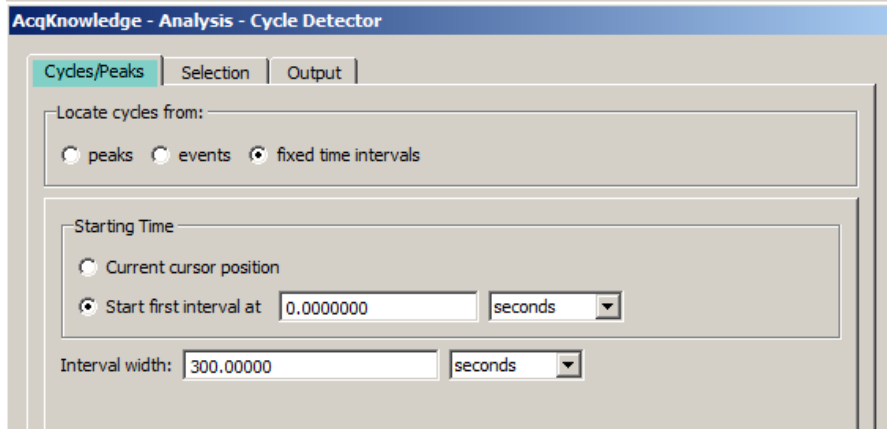 AcqKnowledge - Analysis - Cycle Detector
Cycles/Peaks Selection Output
Locate cycles from:
peaks events fixed time intervals
Starting Time
Current cursor position
Start first interval at 0.0000000 seconds
Interval width: 300.00000 seconds